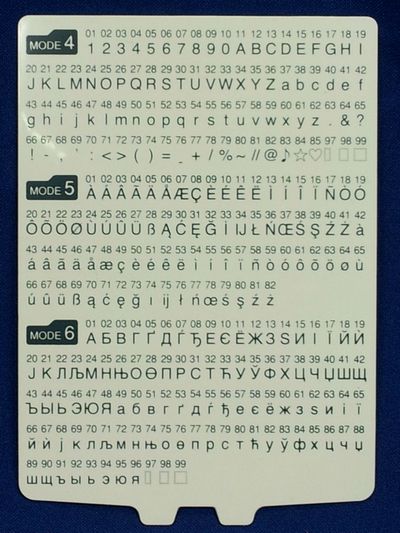 01 02 03 04 05 06 07 08 09 10 11 12 13 14 15 16 17 18 19
MODE 4 1 2 3 4 5 6 7 8 9 0 A B C D E F G H I
20 21 22 23 24 25 26 27 28 29 30 31 32 33 34 35 36 37 38 39 40 41 42
J K L M N O P Q R S T U V W X Y Z a b c d e f
43 44 45 46 47 48 49 50 51 52 53 54 55 56 57 58 59 60 61 62 63 64 65
g h i j k l m n o p q r s t u v w x y z . & ?
66 67 68 69 70 71 72 73 74 75 76 77 78 79 80 81 82 83 84 85 97 98 99
! - , ' : < > ( ) = _ + / % ~ // @ ♪ ☆ ♡ □ □ □
01 02 03 04 05 06 07 08 09 10 11 12 13 14 15 16 17 18 19
MODE 5 À Á Â Ã Ä Å Æ Ç È É Ê Ë Ì Í Î Ï Ñ Ò Ó
20 21 22 23 24 25 26 27 28 29 30 31 32 33 34 35 36 37 38 39 40 41 42
Ô Õ Ö Ø Ù Ú Û Ü ß Ą Ć Ę Ğ İ IJ Ł Ń Œ Ś Ş Ź Ż à
43 44 45 46 47 48 49 50 51 52 53 54 55 56 57 58 59 60 61 62 63 64 65
á â ã ä å æ ç è é ê ë ì í î ï ñ ò ó ô õ ö ø ù
66 67 68 69 70 71 72 73 74 75 76 77 78 79 80 81 82
ú û ü ß ą ć ę ğ ı ij ł ń œ ś ş ź ż
01 02 03 04 05 06 07 08 09 10 11 12 13 14 15 16 17 18 19
MODE 6 А Б В Г Ґ Д Ѓ Ђ Е Є Ё Ж З Ѕ И І Ї Й Ѝ
20 21 22 23 24 25 26 27 28 29 30 31 32 33 34 35 36 37 38 39 40 41 42
Ј К Л Љ М Н Њ О Ө П Р С Т Ћ У Ў Ф Х Ц Ч Џ Ш Щ
43 44 45 46 47 48 49 50 51 52 53 54 55 56 57 58 59 60 61 62 63 64 65
Ъ Ы Ь Э Ю Я а б в г ґ д ѓ ђ е є ё ж з ѕ и і ї
66 67 68 69 70 71 72 73 74 75 76 77 78 79 80 81 82 83 84 85 86 87 88
й ѝ ј к л љ м н њ о ө п р с т ћ у ў ф х ц ч џ
89 90 91 92 93 94 95 96 97 98 99
ш щ ъ ы ь э ю я □ □ □